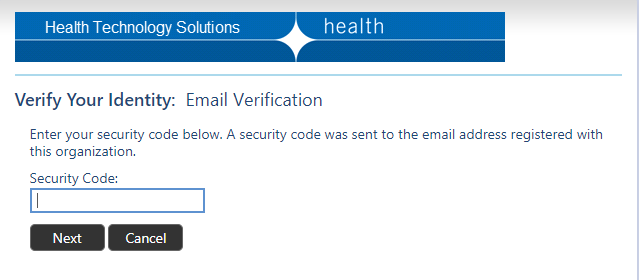 Health Technology Solutions health
Verify Your Identity: Email Verification
Enter your security code below. A security code was sent to the email address registered with
this organization.
Security Code:
Next Cancel